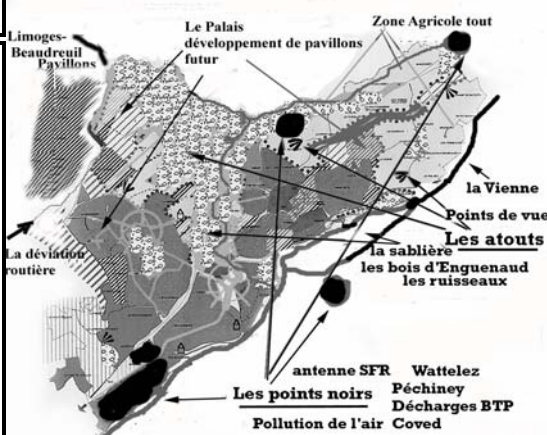 Limoges-
Beaudreuil
Pavillons
Le Palais
développement de pavillons
futur
Zone Agricole tout
la Vienne
Points de vue
Les atouts
La déviation
routière
la sablière
les bois d'Enguenaud
les ruisseaux
antenne SFR Wattelez
Les points noirs Péchiney
Décharges BTP
Pollution de l'air Coved